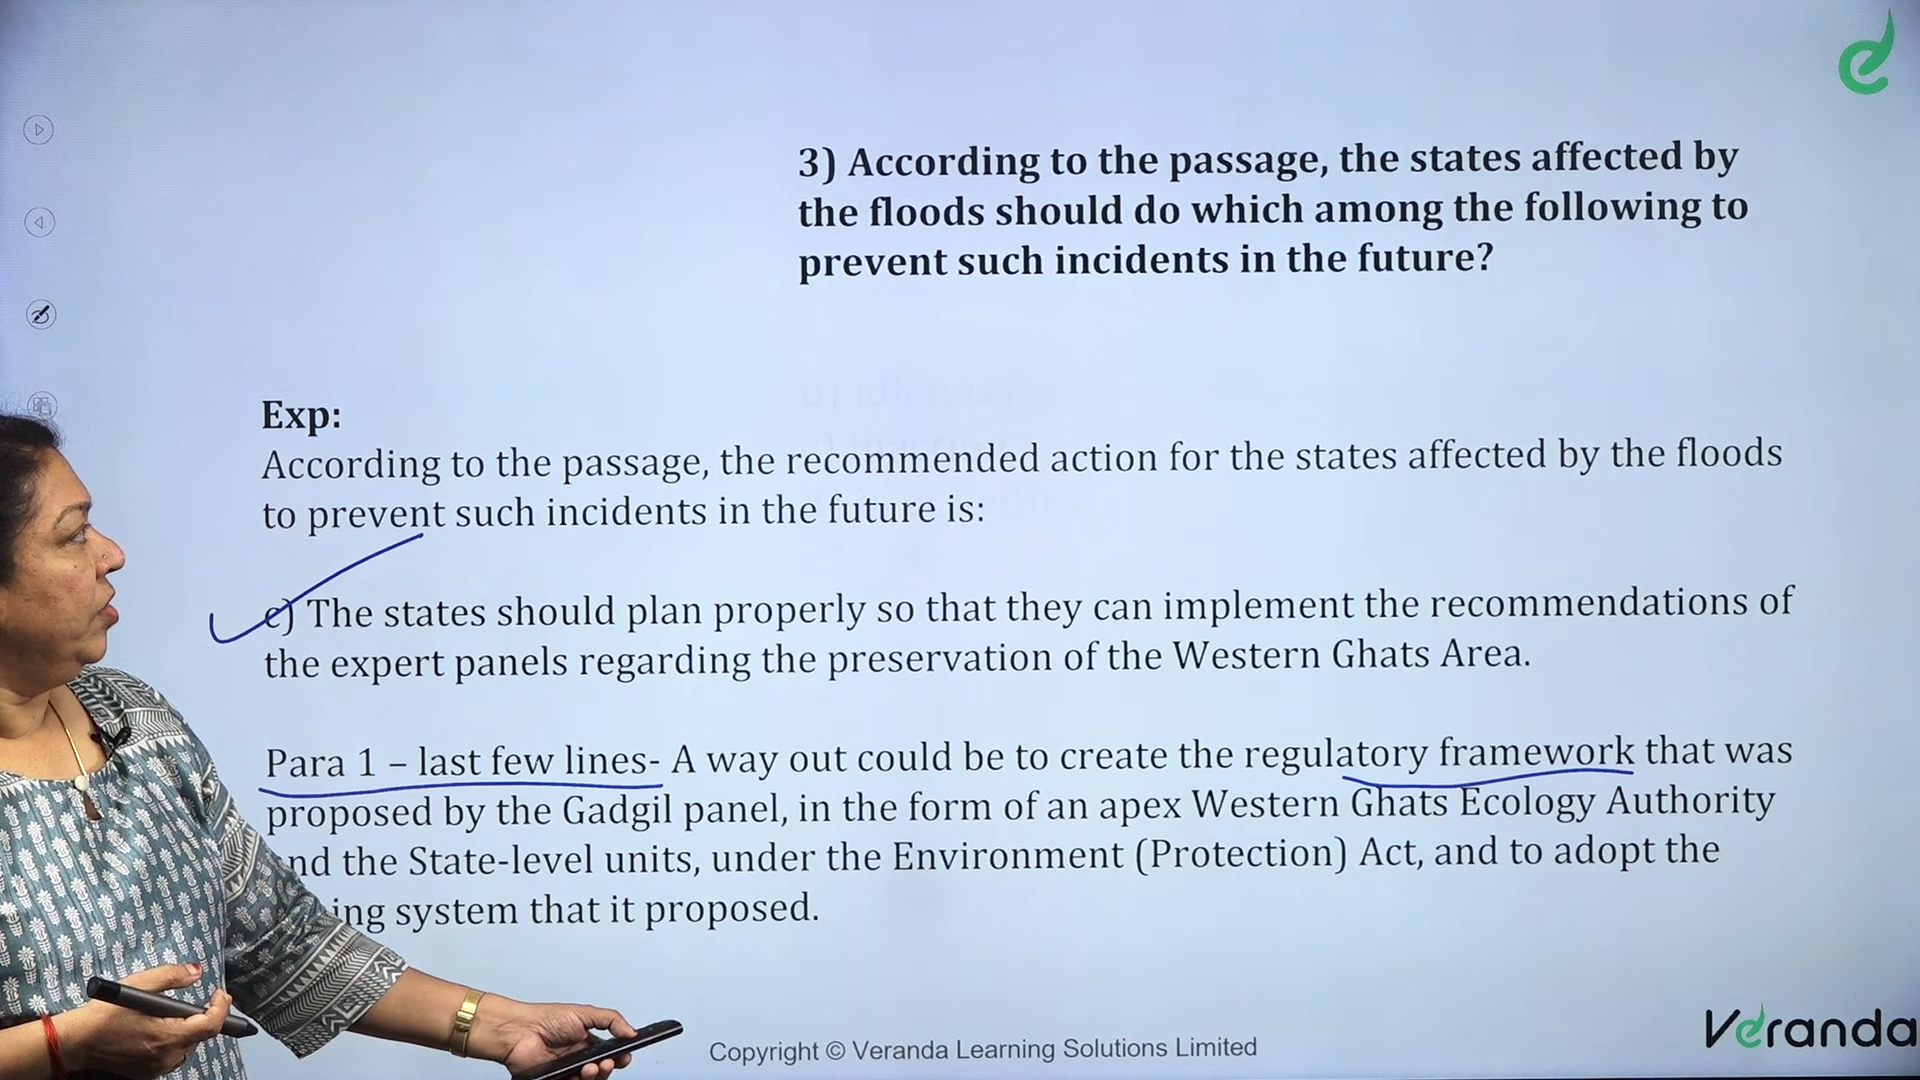 3) According to the passage, the states affected by
the floods should do which among the following to
prevent such incidents in the future?
Exp:
According to the passage, the recommended action for the states affected by the floods
to prevent such incidents in the future is:
The states should plan properly so that they can implement the recommendations of
the expert panels regarding the preservation of the Western Ghats Area.
Para 1 – last few lines- A way out could be to create the regulatory framework that was
proposed by the Gadgil panel, in the form of an apex Western Ghats Ecology Authority
the State-level units, under the Environment (Protection) Act, and to adopt the
system that it proposed.
Copyright © Veranda Learning Solutions Limited
Veranda